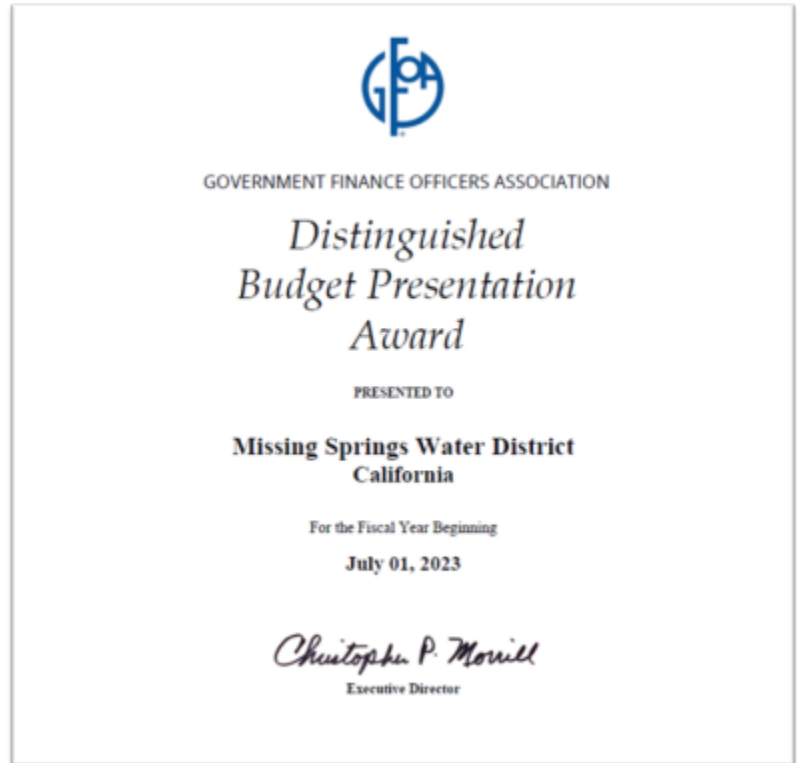 GFOA
GOVERNMENT FINANCE OFFICERS ASSOCIATION
Distinguished
Budget Presentation
Award
PRESENTED TO
Missing Springs Water District
California
For the Fiscal Year Beginning
July 01, 2023
Christopher P. Morrill
Executive Director